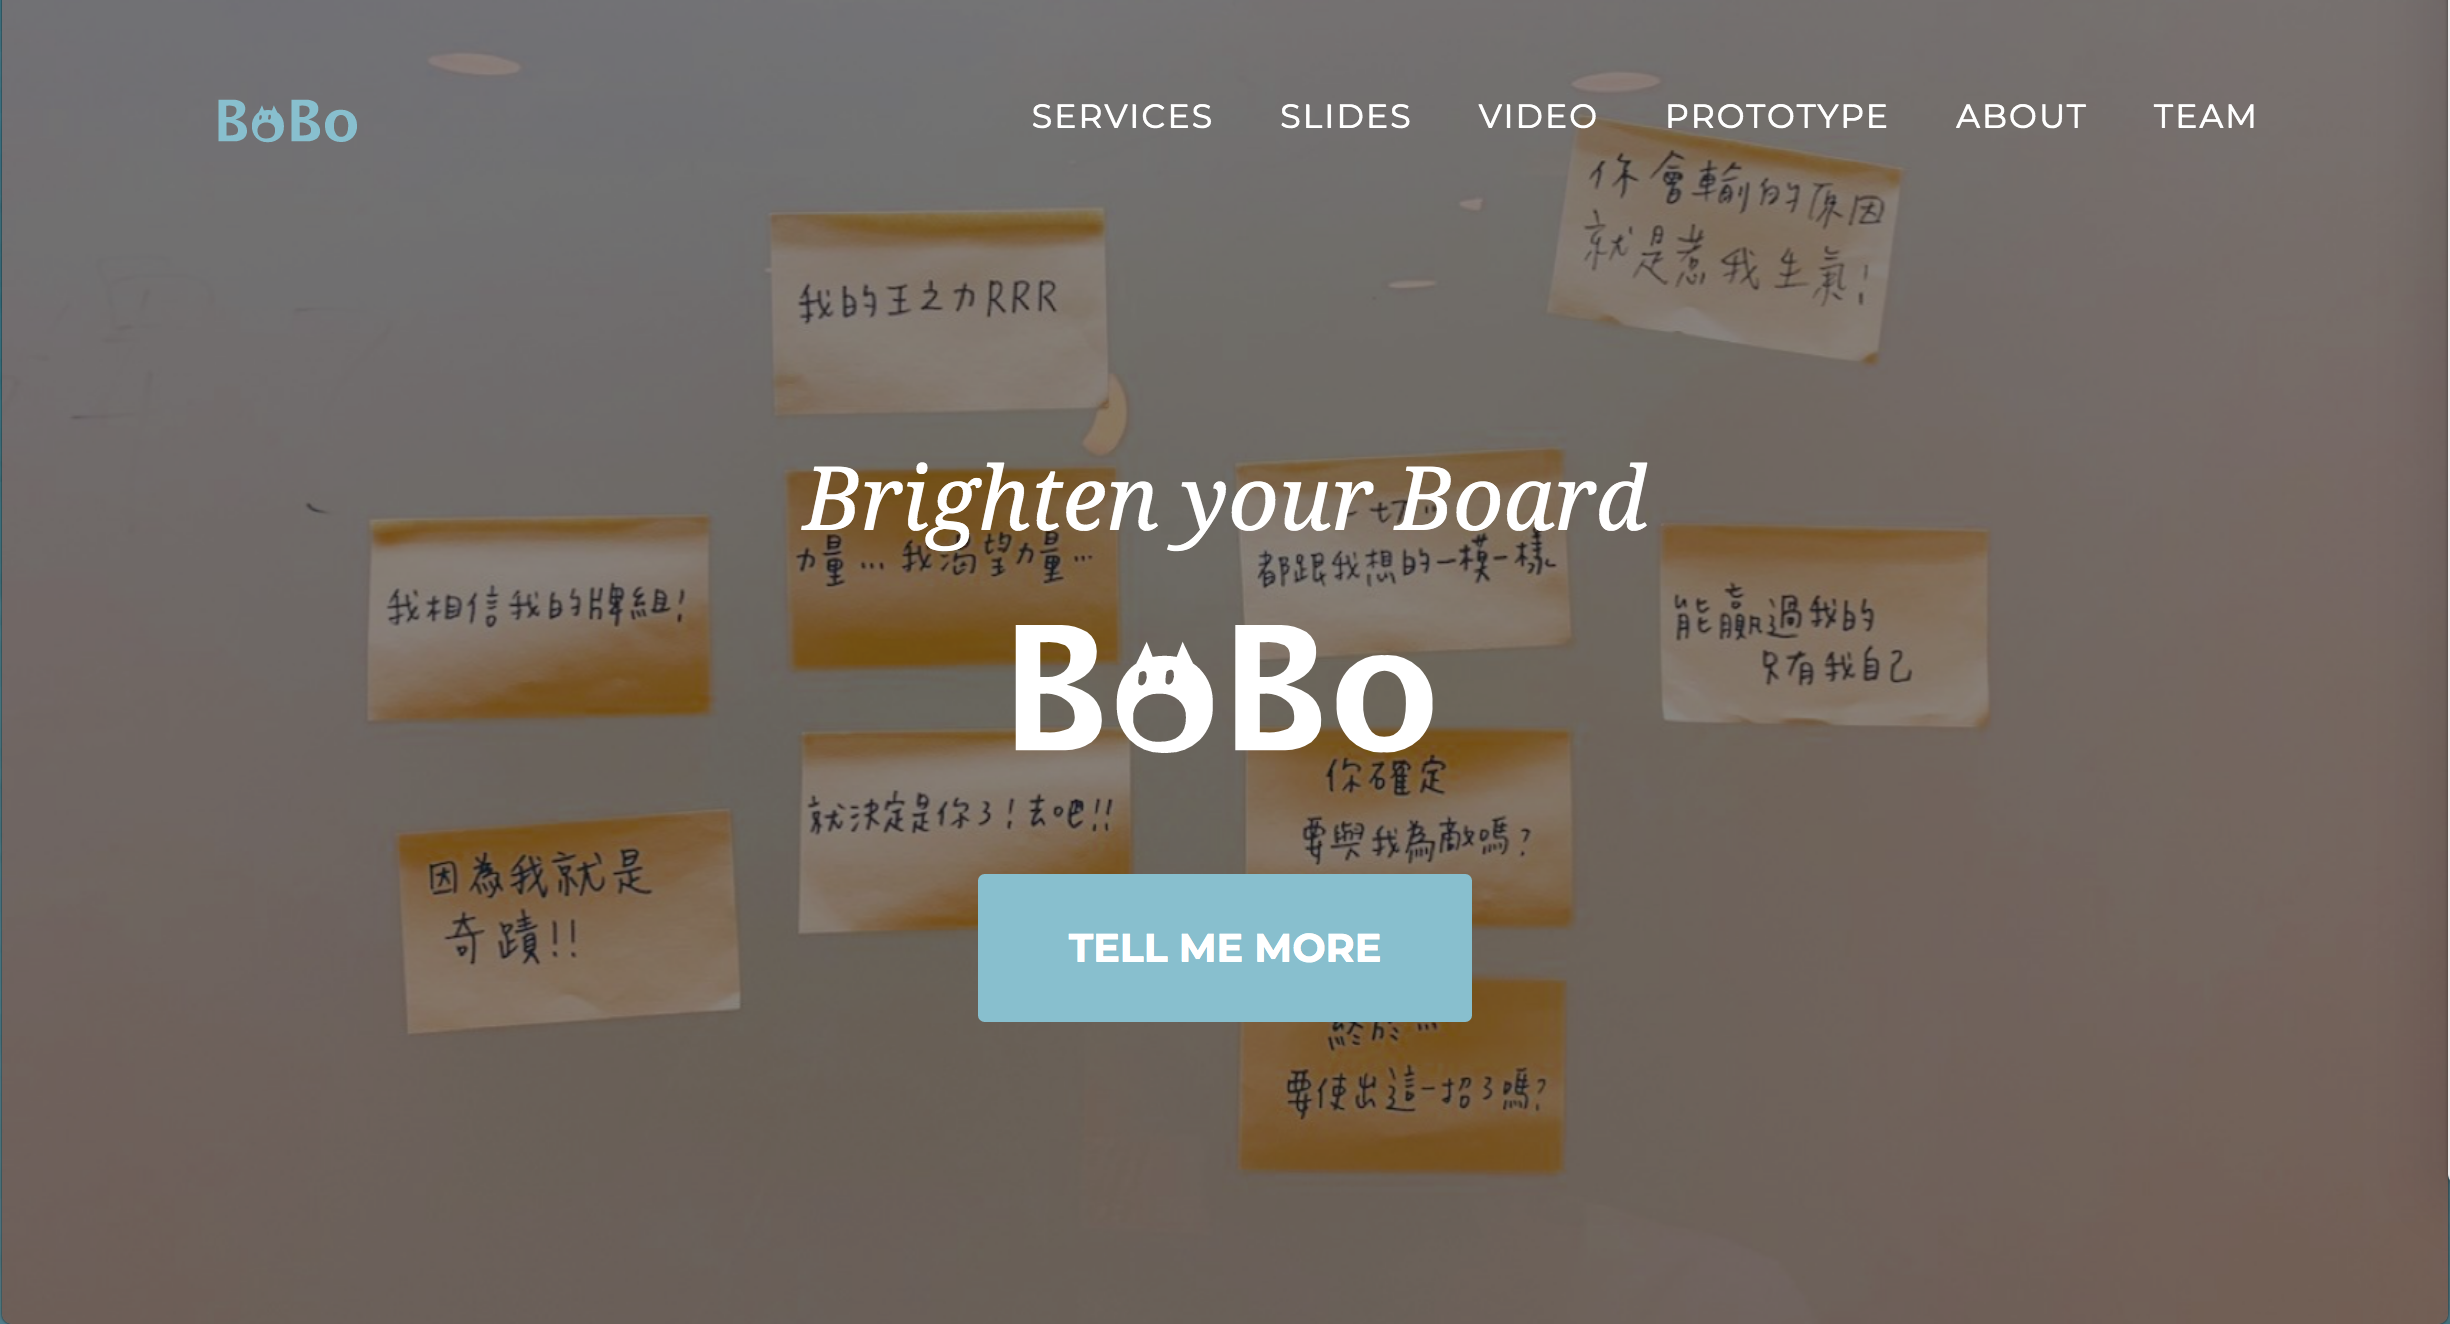 BoBo
SERVICES
SLIDES
VIDEO
PROTOTYPE
ABOUT
TEAM
你會輸的原因
就是惹我生氣!
我的王之力RRR
Brighten your Board
一切
都跟我想的一模一樣
力量...我渴望力量...
我相信我的牌組!
能贏過我的
只有我自己
BoBo
你確定
要與我為敵嗎?
就決定是你了!去吧!!
因為我就是
奇蹟!!
TELL ME MORE
終於
要使出這一招了嗎?